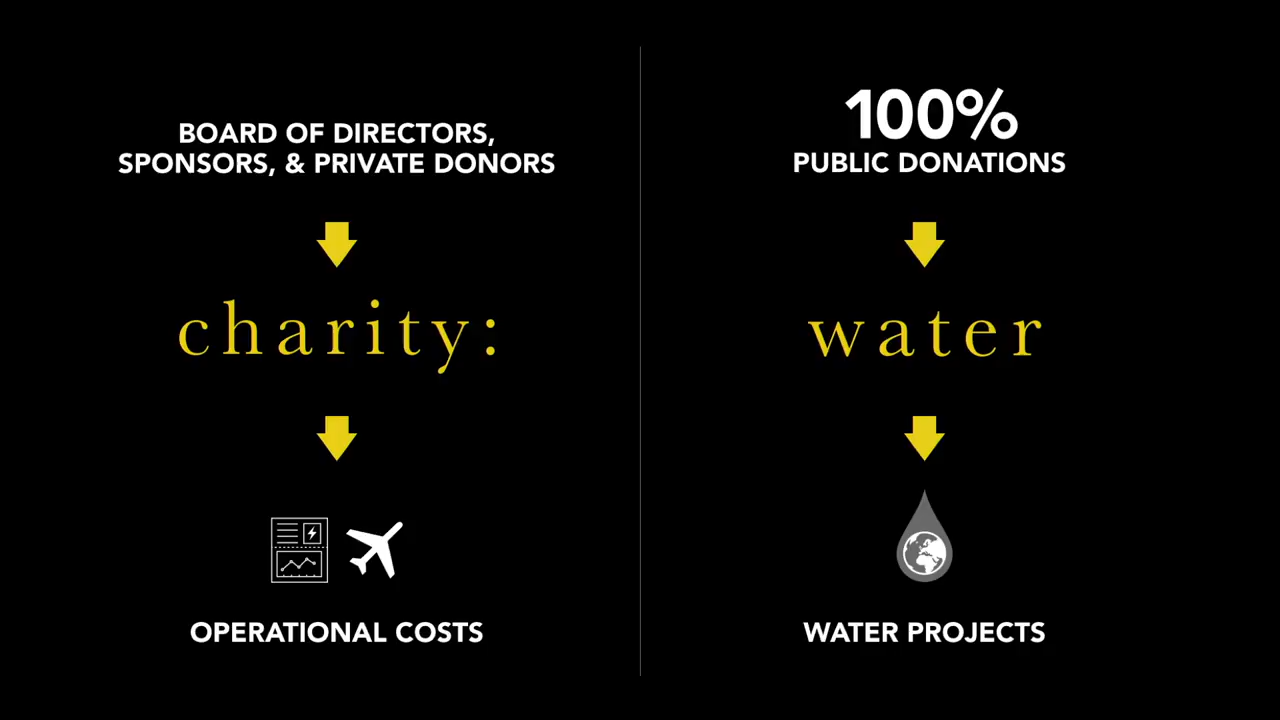 BOARD OF DIRECTORS,
SPONSORS, & PRIVATE DONORS
charity:
OPERATIONAL COSTS
100%
PUBLIC DONATIONS
water
WATER PROJECTS